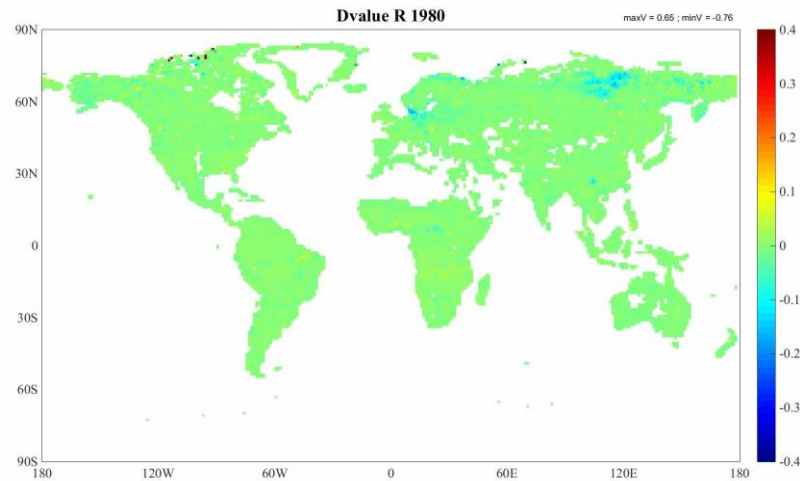 Dvalue R 1980
maxV = 0.65 ; minV = -0.76
90N
60N
30N
0
30S
60S
90S
180
120W
60W
0
60E
120E
180
0.4
0.3
0.2
0.1
0
-0.1
-0.2
-0.3
-0.4